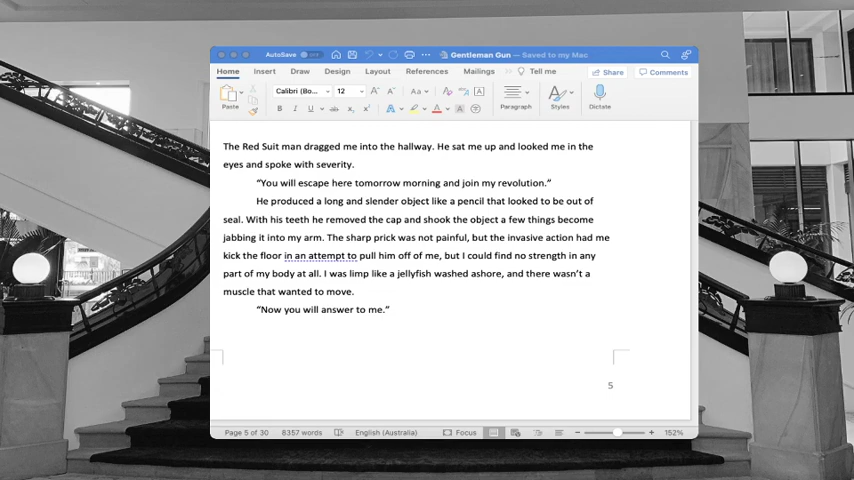 AutoSave
Gentleman Gun — Saved to my Mac
Home Insert Draw Design Layout References Mailings Tell me Share Comments
Paste Calibri (Bo... 12 Paragraph Styles Dictate
The Red Suit man dragged me into the hallway. He sat me up and looked me in the
eyes and spoke with severity.
“You will escape here tomorrow morning and join my revolution.”
He produced a long and slender object like a pencil that looked to be out of
seal. With his teeth he removed the cap and shook the object a few things become
jabbing it into my arm. The sharp prick was not painful, but the invasive action had me
kick the floor in an attempt to pull him off of me, but I could find no strength in any
part of my body at all. I was limp like a jellyfish washed ashore, and there wasn’t a
muscle that wanted to move.
“Now you will answer to me.”
5
Page 5 of 30 8357 words English (Australia) Focus 152%